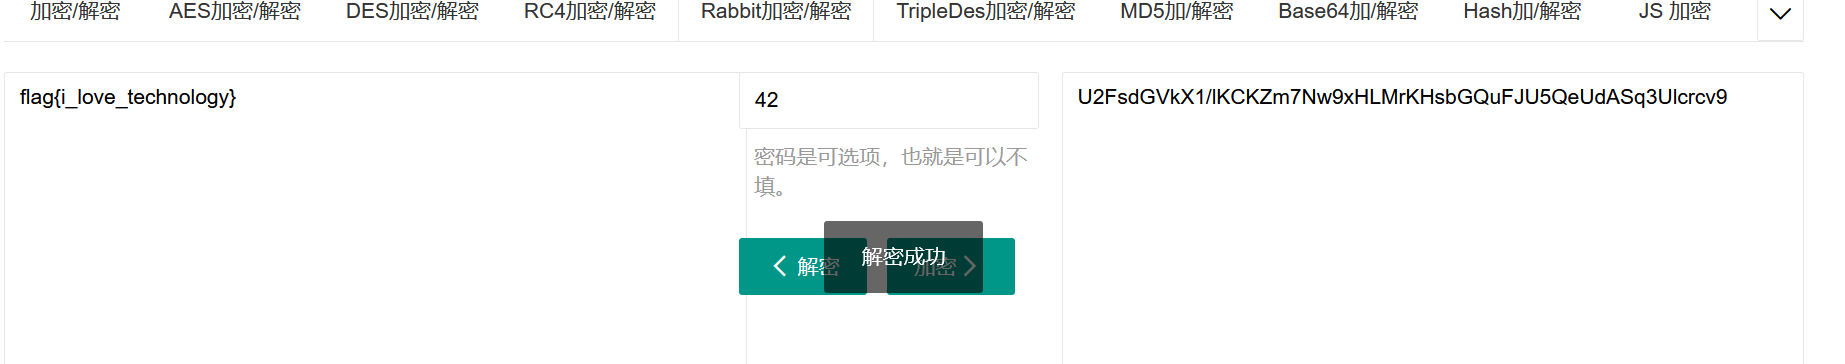 加密/解密 AES加密/解密 DES加密/解密 RC4加密/解密 Rabbit加密/解密 TripleDes加密/解密 MD5加/解密 Base64加/解密 Hash加/解密 JS 加密
flag{i_love_technology}
42
U2FsdGVkX1/lKCKZm7Nw9xHLMrKHsbGQuFJU5QeUdASq3Ulcrcv9
密码是可选项，也就是可以不
填。
解密成功
解密 加密